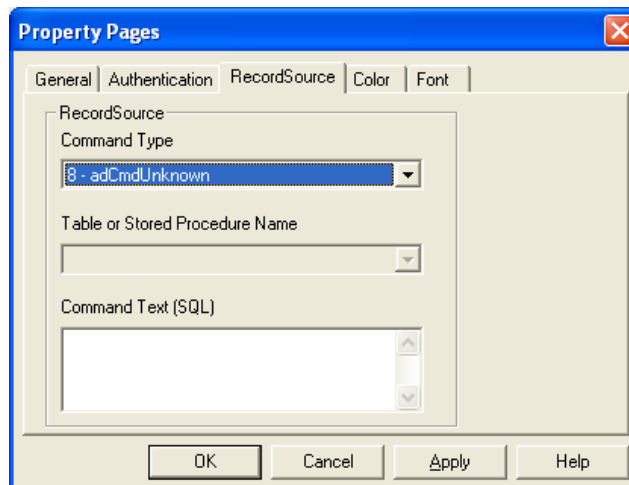 Property Pages
General Authentication RecordSource Color Font
RecordSource
Command Type
8 - adCmdUnknown
Table or Stored Procedure Name
Command Text (SQL)
OK Cancel Apply Help